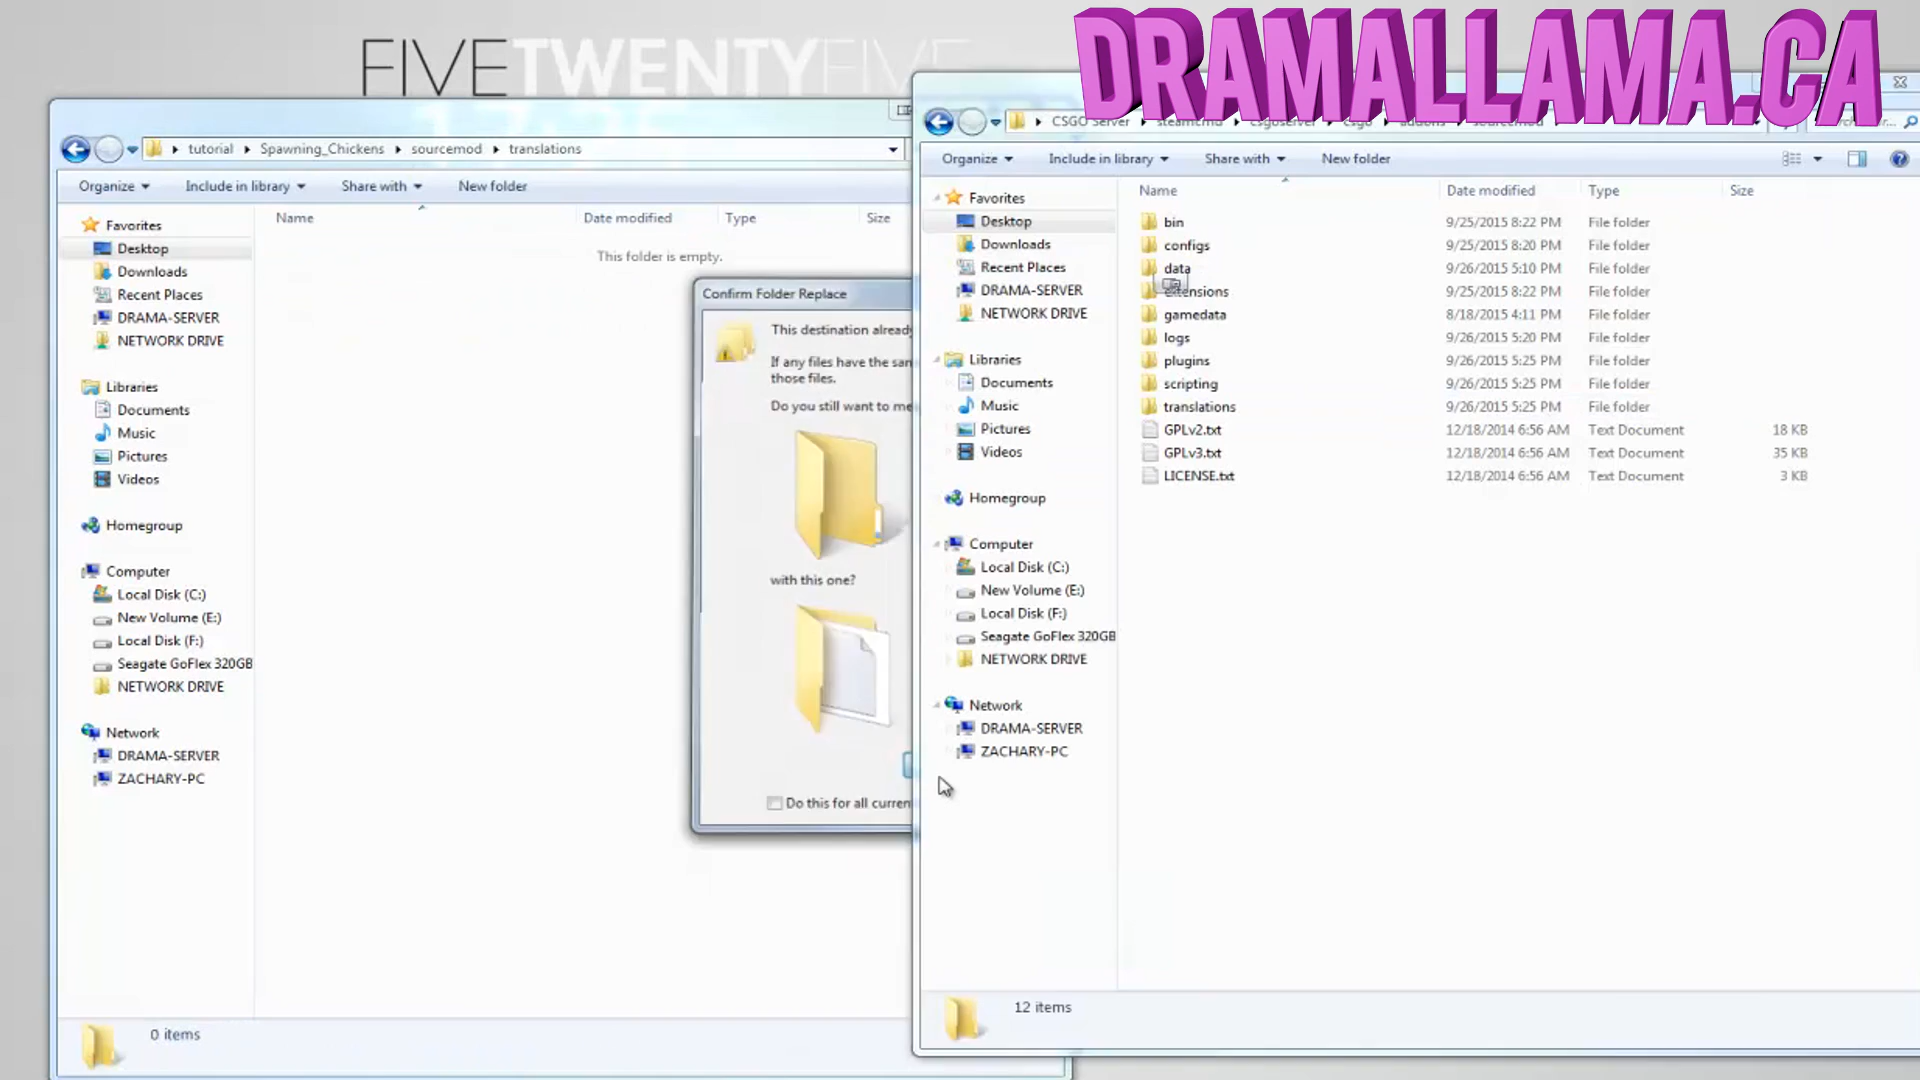 FIVETWENTYFIVE
DRAMALLAMA.CA
tutorial Spawning_Chickens sourcemod translations
Organize Include in library Share with New folder
Name Date modified Type Size
This folder is empty.
Favorites
Desktop
Downloads
Recent Places
DRAMA-SERVER
NETWORK DRIVE
Libraries
Documents
Music
Pictures
Videos
Homegroup
Computer
Local Disk (C:)
New Volume (E:)
Local Disk (F:)
Seagate GoFlex 320GB
NETWORK DRIVE
Network
DRAMA-SERVER
ZACHARY-PC
0 items
Confirm Folder Replace
This destination already
If any files have the sam
those files.
Do you still want to me
with this one?
Do this for all curren
CSGO Server steamcmd csgoserver csgo addons sourcemod
Organize Include in library Share with New folder
Name Date modified Type Size
Favorites
Desktop
Downloads
Recent Places
DRAMA-SERVER
NETWORK DRIVE
Libraries
Documents
Music
Pictures
Videos
Homegroup
Computer
Local Disk (C:)
New Volume (E:)
Local Disk (F:)
Seagate GoFlex 320GB
NETWORK DRIVE
Network
DRAMA-SERVER
ZACHARY-PC
bin 9/25/2015 8:22 PM File folder
configs 9/25/2015 8:20 PM File folder
data 9/26/2015 5:10 PM File folder
extensions 9/25/2015 8:22 PM File folder
gamedata 8/18/2015 4:11 PM File folder
logs 9/26/2015 5:20 PM File folder
plugins 9/26/2015 5:25 PM File folder
scripting 9/26/2015 5:25 PM File folder
translations 9/26/2015 5:25 PM File folder
GPLv2.txt 12/18/2014 6:56 AM Text Document 18 KB
GPLv3.txt 12/18/2014 6:56 AM Text Document 35 KB
LICENSE.txt 12/18/2014 6:56 AM Text Document 3 KB
12 items